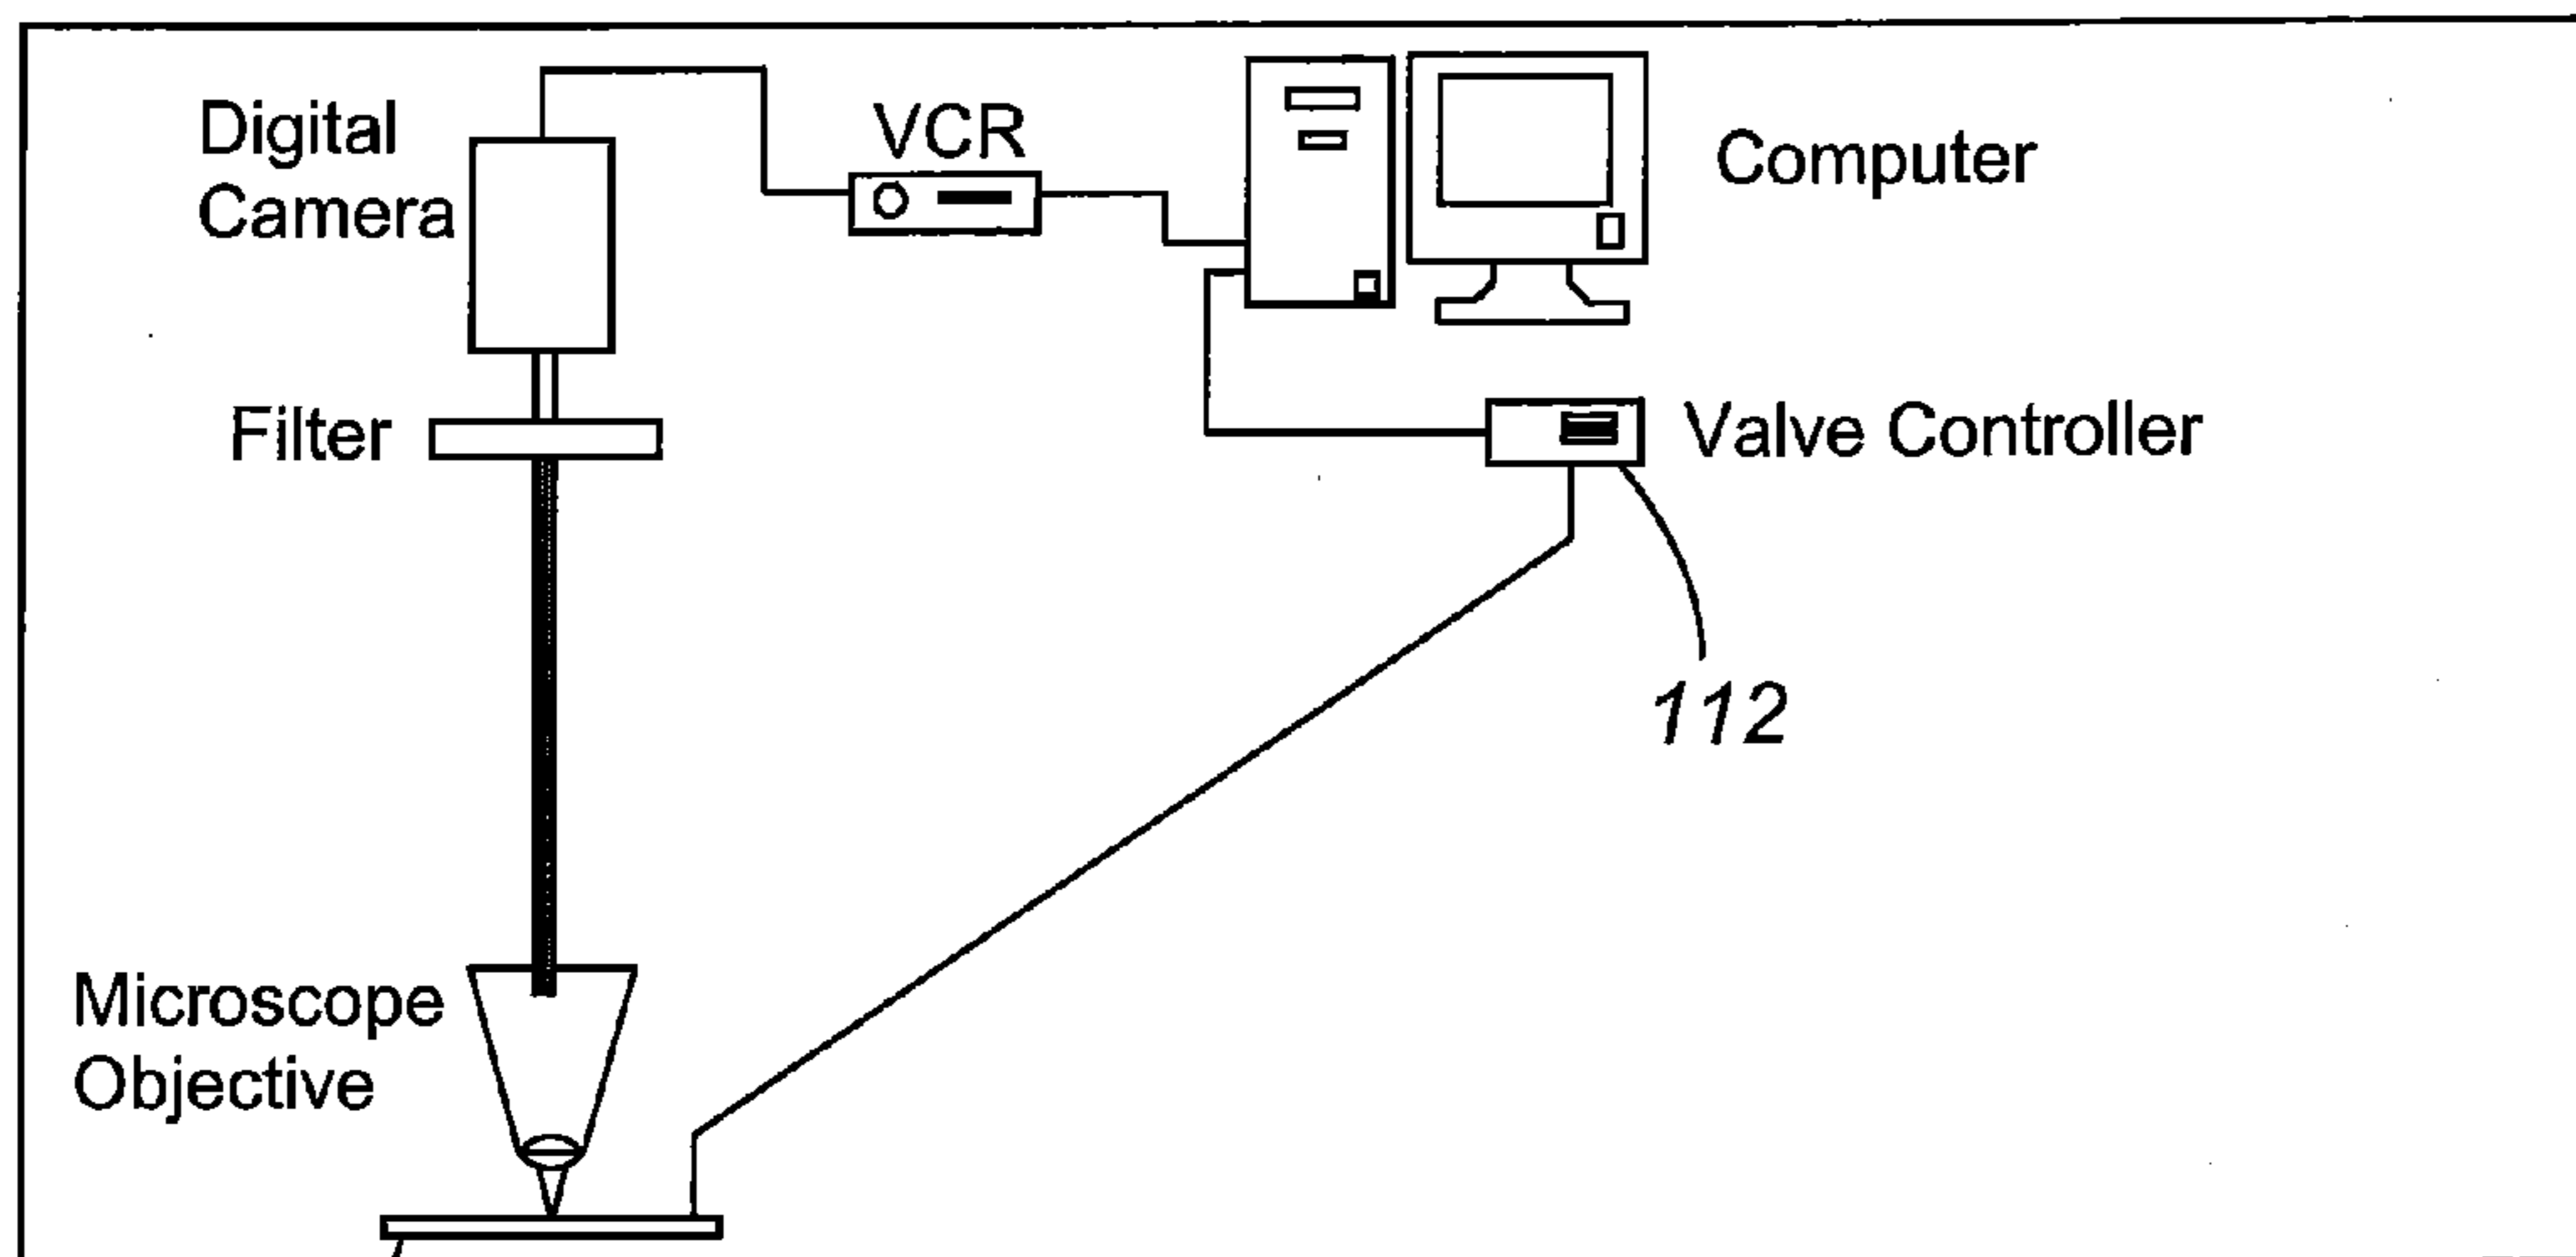 Digital
Camera
VCR
Computer
Filter
Valve Controller
112
Microscope
Objective